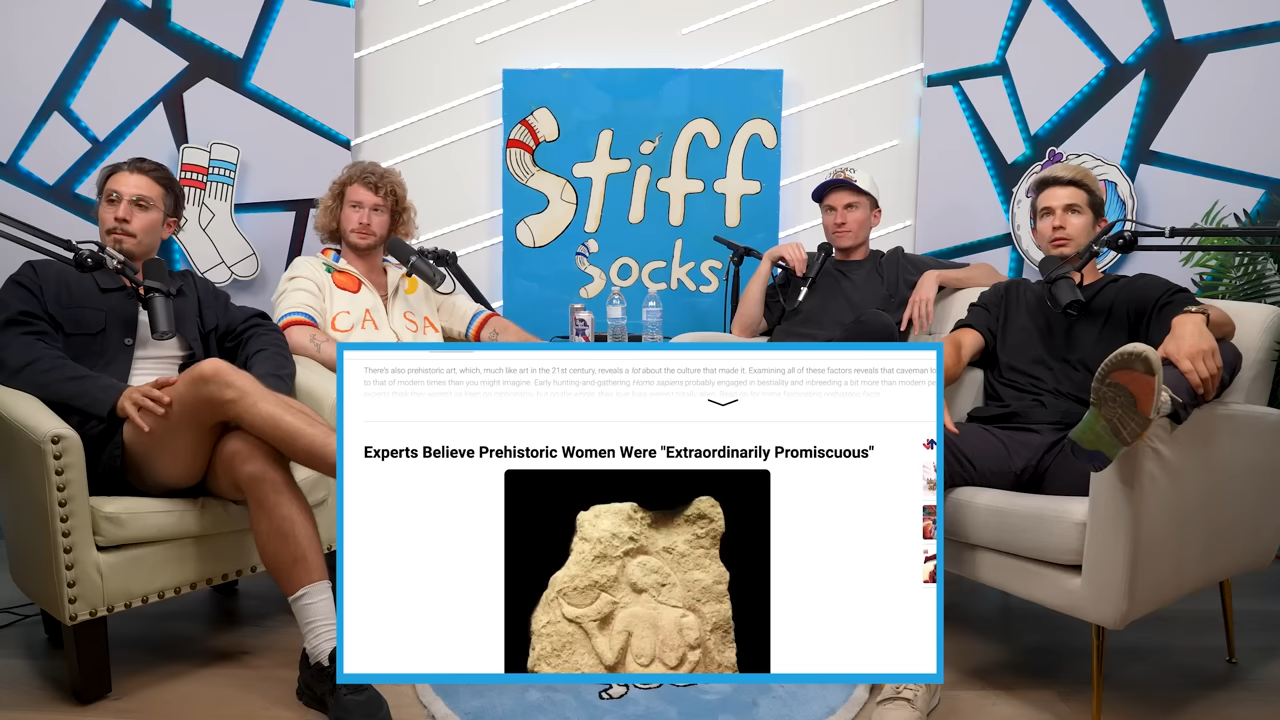 Stiff
Socks
CASA
There's also prehistoric art, which, much like art in the 21st century, reveals a lot about the culture that made it. Examining all of these factors reveals that caveman lo
to that of modern times than you might imagine. Early hunting-and-gathering Homo sapiens probably engaged in bestiality and inbreeding a bit more than modern pe
Experts Believe Prehistoric Women Were "Extraordinarily Promiscuous"